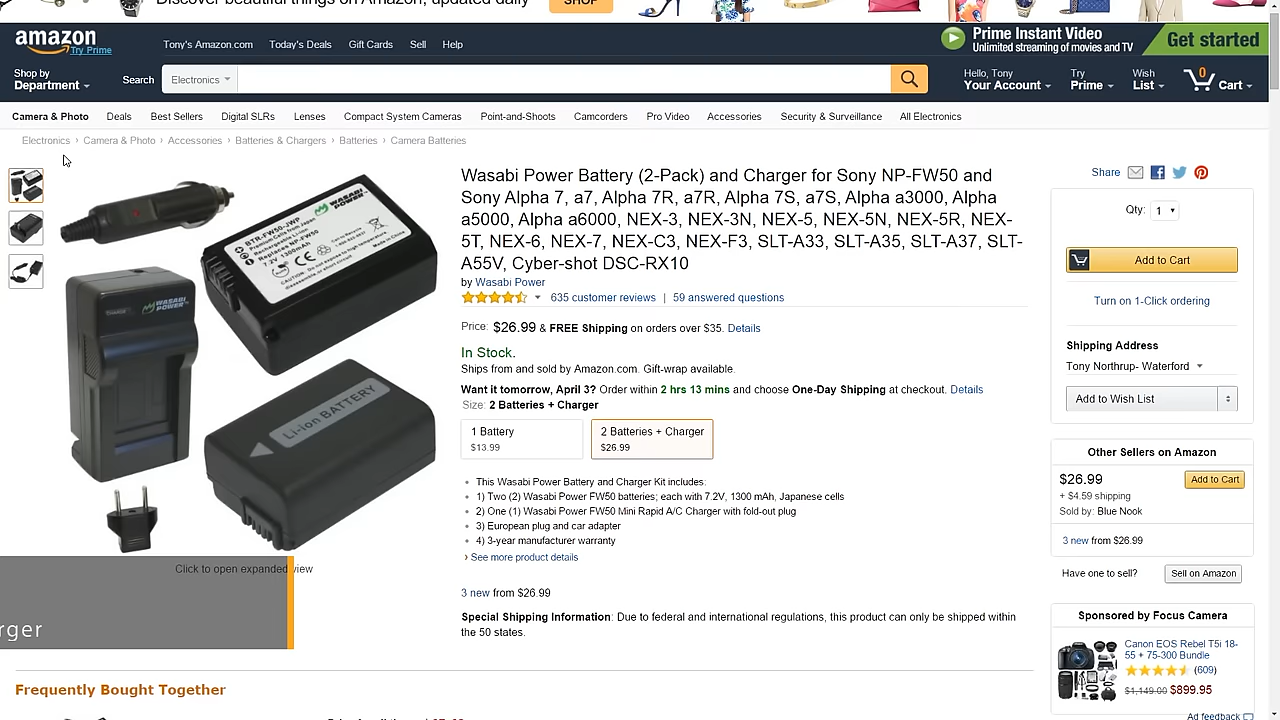 Discover beautiful things on Amazon, updated daily
SHOP
amazon
Try Prime
Tony's Amazon.com
Today's Deals
Gift Cards
Sell
Help
Prime Instant Video
Unlimited streaming of movies and TV
Get started
Shop by
Department
Search
Electronics
Hello, Tony
Your Account
Try
Prime
Wish
List
0
Cart
Camera & Photo
Deals
Best Sellers
Digital SLRs
Lenses
Compact System Cameras
Point-and-Shoots
Camcorders
Pro Video
Accessories
Security & Surveillance
All Electronics
Electronics › Camera & Photo › Accessories › Batteries & Chargers › Batteries › Camera Batteries
WASABI
POWER
BTR-FW50-JWP
Replaces NP-FW50
7.2V 1300mAh
WASABI
POWER
Li-ion BATTERY
Click to open expanded view
rger
Wasabi Power Battery (2-Pack) and Charger for Sony NP-FW50 and
Sony Alpha 7, a7, Alpha 7R, a7R, Alpha 7S, a7S, Alpha a3000, Alpha
a5000, Alpha a6000, NEX-3, NEX-3N, NEX-5, NEX-5N, NEX-5R, NEX-
5T, NEX-6, NEX-7, NEX-C3, NEX-F3, SLT-A33, SLT-A35, SLT-A37, SLT-
A55V, Cyber-shot DSC-RX10
by Wasabi Power
635 customer reviews | 59 answered questions
Price: $26.99 & FREE Shipping on orders over $35. Details
In Stock.
Ships from and sold by Amazon.com. Gift-wrap available.
Want it tomorrow, April 3? Order within 2 hrs 13 mins and choose One-Day Shipping at checkout. Details
Size: 2 Batteries + Charger
1 Battery
$13.99
2 Batteries + Charger
$26.99
• This Wasabi Power Battery and Charger Kit includes:
• 1) Two (2) Wasabi Power FW50 batteries; each with 7.2V, 1300 mAh, Japanese cells
• 2) One (1) Wasabi Power FW50 Mini Rapid A/C Charger with fold-out plug
• 3) European plug and car adapter
• 4) 3-year manufacturer warranty
› See more product details
3 new from $26.99
Special Shipping Information: Due to federal and international regulations, this product can only be shipped within
the 50 states.
Share
Qty: 1
Add to Cart
Turn on 1-Click ordering
Shipping Address
Tony Northrup- Waterford
Add to Wish List
Other Sellers on Amazon
$26.99
Add to Cart
+ $4.59 shipping
Sold by: Blue Nook
3 new from $26.99
Have one to sell?
Sell on Amazon
Sponsored by Focus Camera
Canon EOS Rebel T5i 18-
55 + 75-300 Bundle
(609)
$1,149.00 $899.95
Ad feedback
Frequently Bought Together